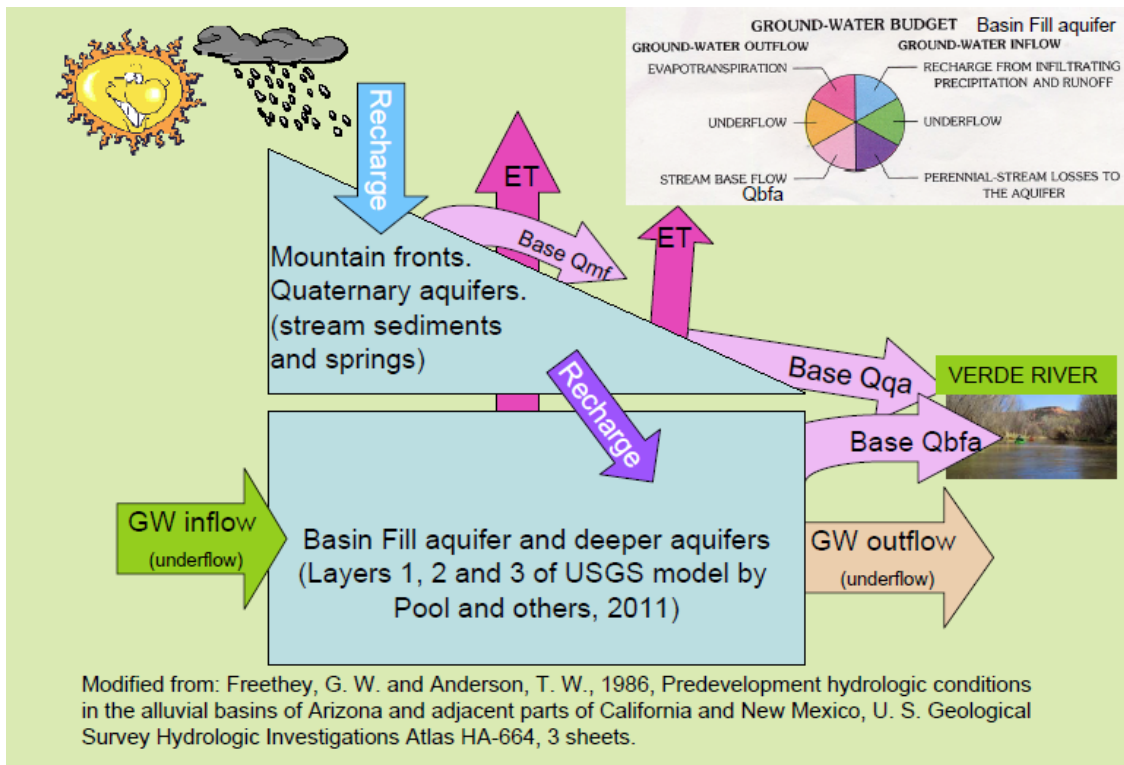 GROUND-WATER BUDGET Basin Fill aquifer
GROUND-WATER OUTFLOW
GROUND-WATER INFLOW
EVAPOTRANSPIRATION
RECHARGE FROM INFILTRATING
PRECIPITATION AND RUNOFF
UNDERFLOW
UNDERFLOW
STREAM BASE FLOW
Qbfa
PERENNIAL-STREAM LOSSES TO
THE AQUIFER
Recharge
ET
Base Qmf
ET
Mountain fronts.
Quaternary aquifers.
(stream sediments
and springs)
Recharge
Base Qqa
VERDE RIVER
Base Qbfa
GW inflow
(underflow)
Basin Fill aquifer and deeper aquifers
(Layers 1, 2 and 3 of USGS model by
Pool and others, 2011)
GW outflow
(underflow)
Modified from: Freethey, G. W. and Anderson, T. W., 1986, Predevelopment hydrologic conditions
in the alluvial basins of Arizona and adjacent parts of California and New Mexico, U. S. Geological
Survey Hydrologic Investigations Atlas HA-664, 3 sheets.